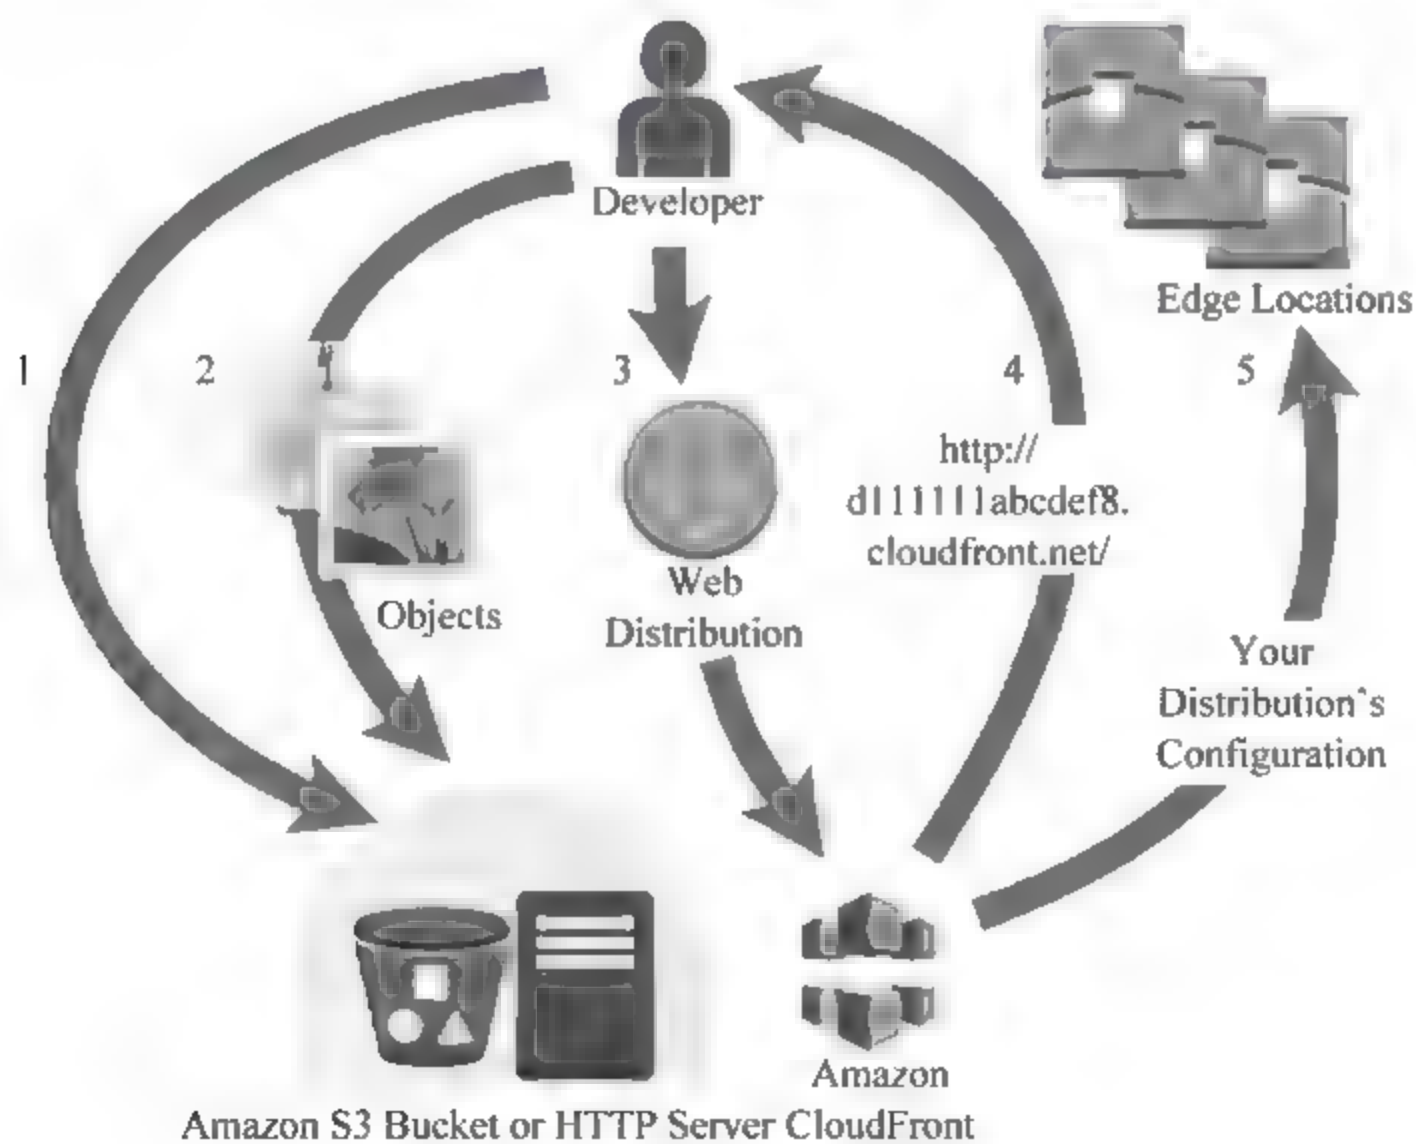 Developer
Edge Locations
1
2
3
4
5
http://
d111111abcdef8.
cloudfront.net/
Web
Distribution
Objects
Your
Distribution's
Configuration
Amazon
Amazon S3 Bucket or HTTP Server CloudFront